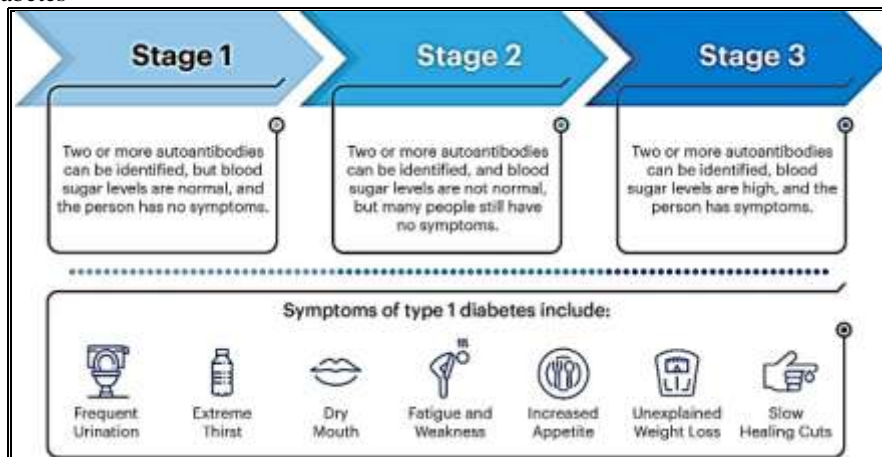 Stage 1
Stage 2
Stage 3
Two or more autoantibodies
can be identified, but blood
sugar levels are normal, and
the person has no symptoms.
Two or more autoantibodies
can be identified, and blood
sugar levels are not normal,
but many people still have
no symptoms.
Two or more autoantibodies
can be identified, blood
sugar levels are high, and the
person has symptoms.
Symptoms of type 1 diabetes include:
Frequent
Urination
Extreme
Thirst
Dry
Mouth
Fatigue and
Weakness
Increased
Appetite
Unexplained
Weight Loss
Slow
Healing Cuts